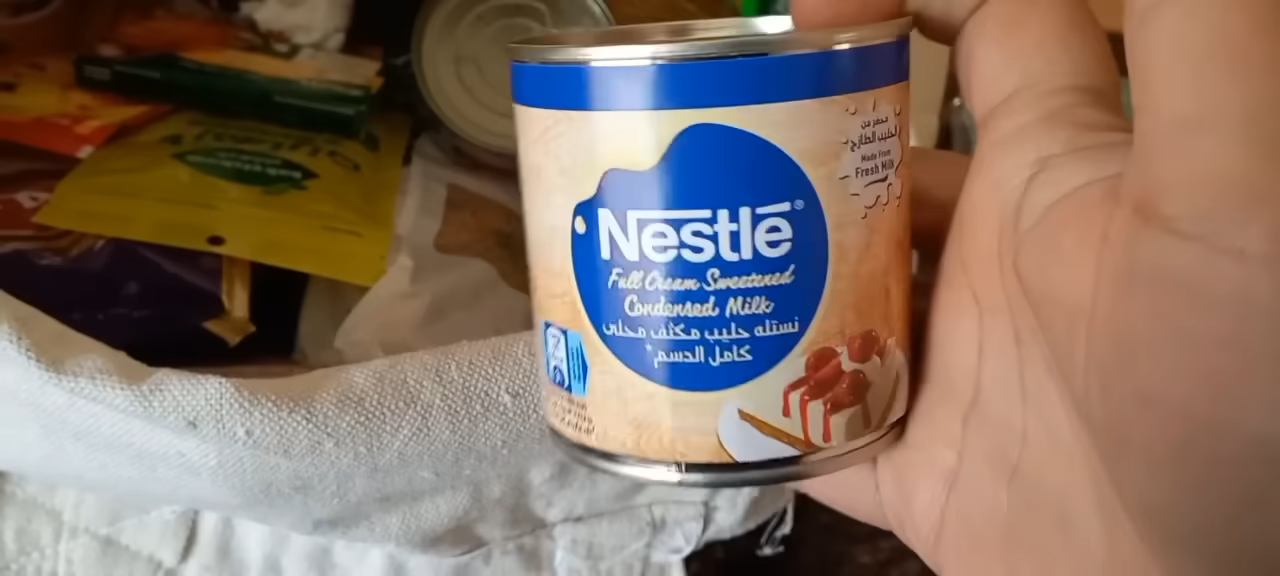 محضر من
الحليب الطازج
Made From
Fresh Milk
Nestlé®
Full Cream Sweetened
Condensed Milk
نستله حليب مكثف محلى
كامل الدسم*